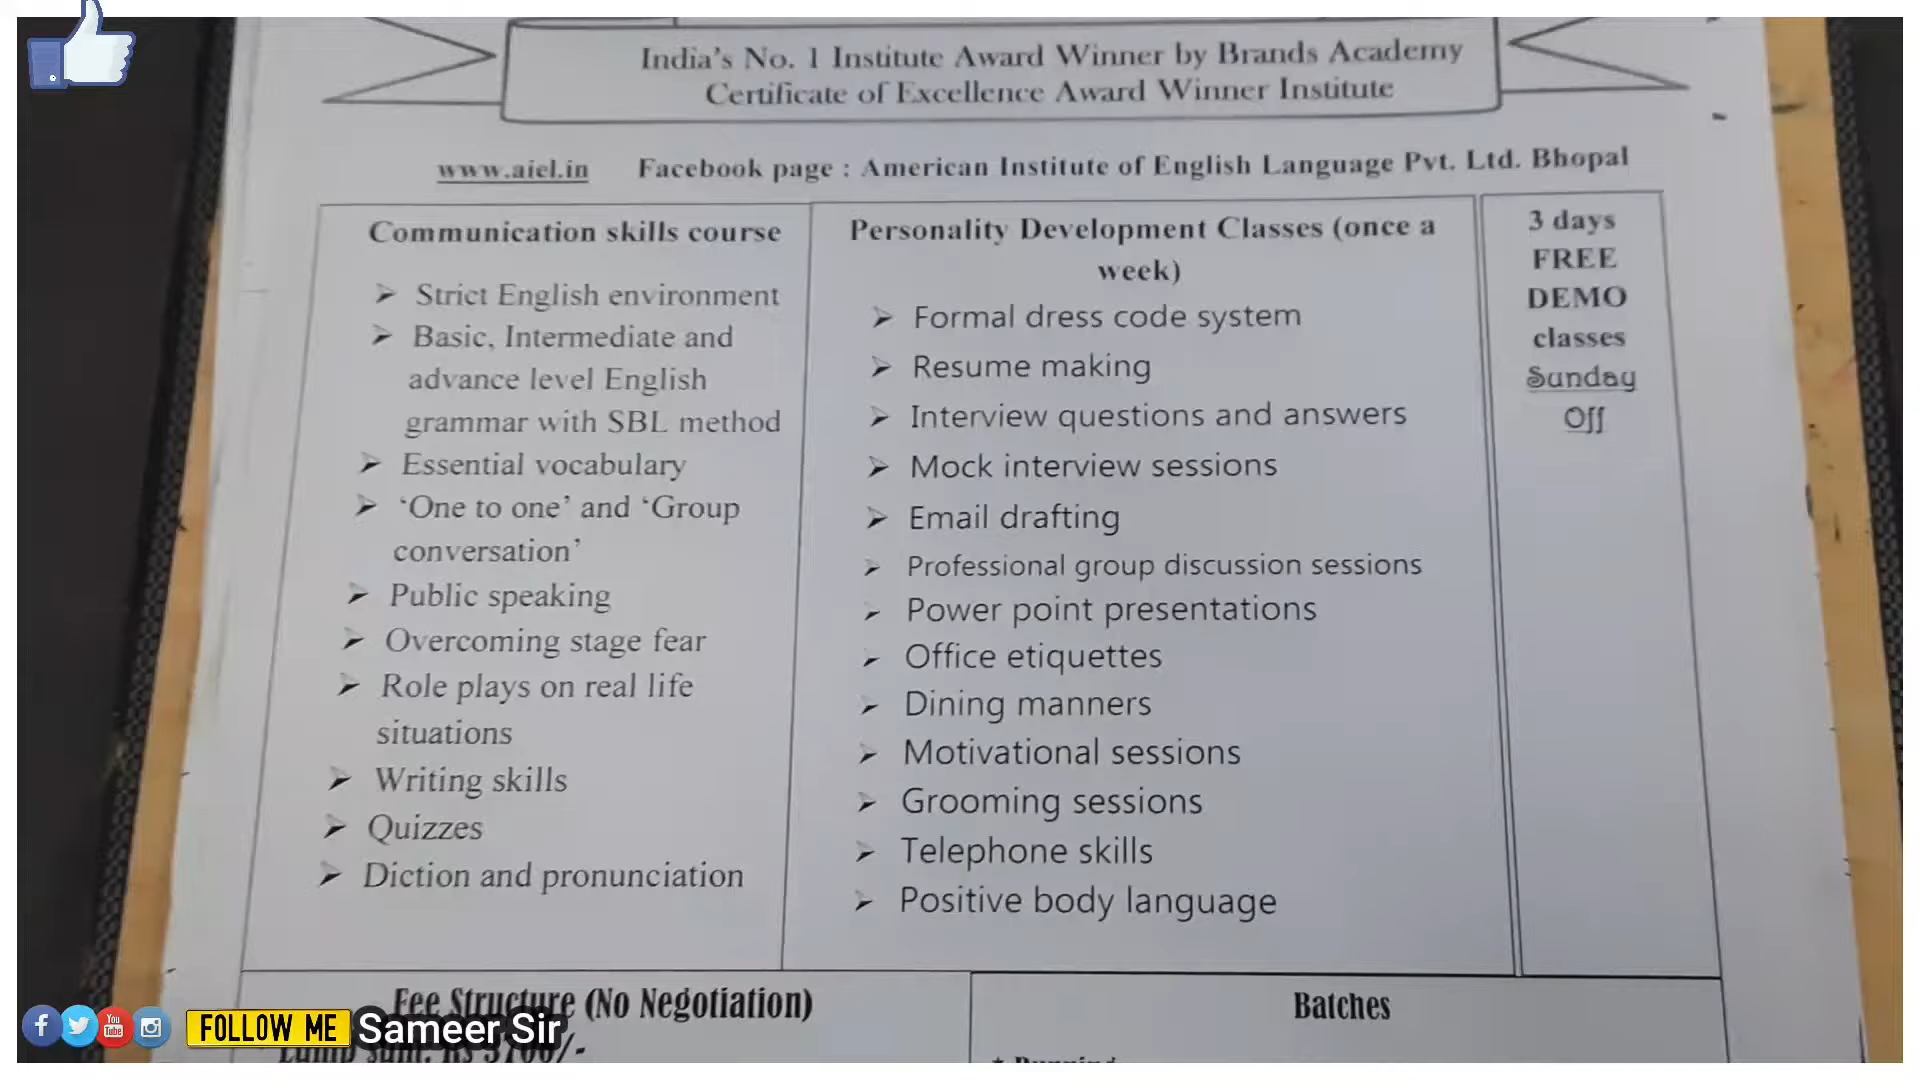 India's No. 1 Institute Award Winner by Brands Academy
Certificate of Excellence Award Winner Institute
www.aiel.in Facebook page : American Institute of English Language Pvt. Ltd. Bhopal
Communication skills course
➢ Strict English environment
➢ Basic, Intermediate and
advance level English
grammar with SBL method
➢ Essential vocabulary
➢ ‘One to one’ and ‘Group
conversation’
➢ Public speaking
➢ Overcoming stage fear
➢ Role plays on real life
situations
➢ Writing skills
➢ Quizzes
➢ Diction and pronunciation
Personality Development Classes (once a
week)
➢ Formal dress code system
➢ Resume making
➢ Interview questions and answers
➢ Mock interview sessions
➢ Email drafting
➢ Professional group discussion sessions
➢ Power point presentations
➢ Office etiquettes
➢ Dining manners
➢ Motivational sessions
➢ Grooming sessions
➢ Telephone skills
➢ Positive body language
3 days
FREE
DEMO
classes
Sunday
Off
Fee Structure (No Negotiation)
Batches
You
Tube
FOLLOW ME Sameer Sir